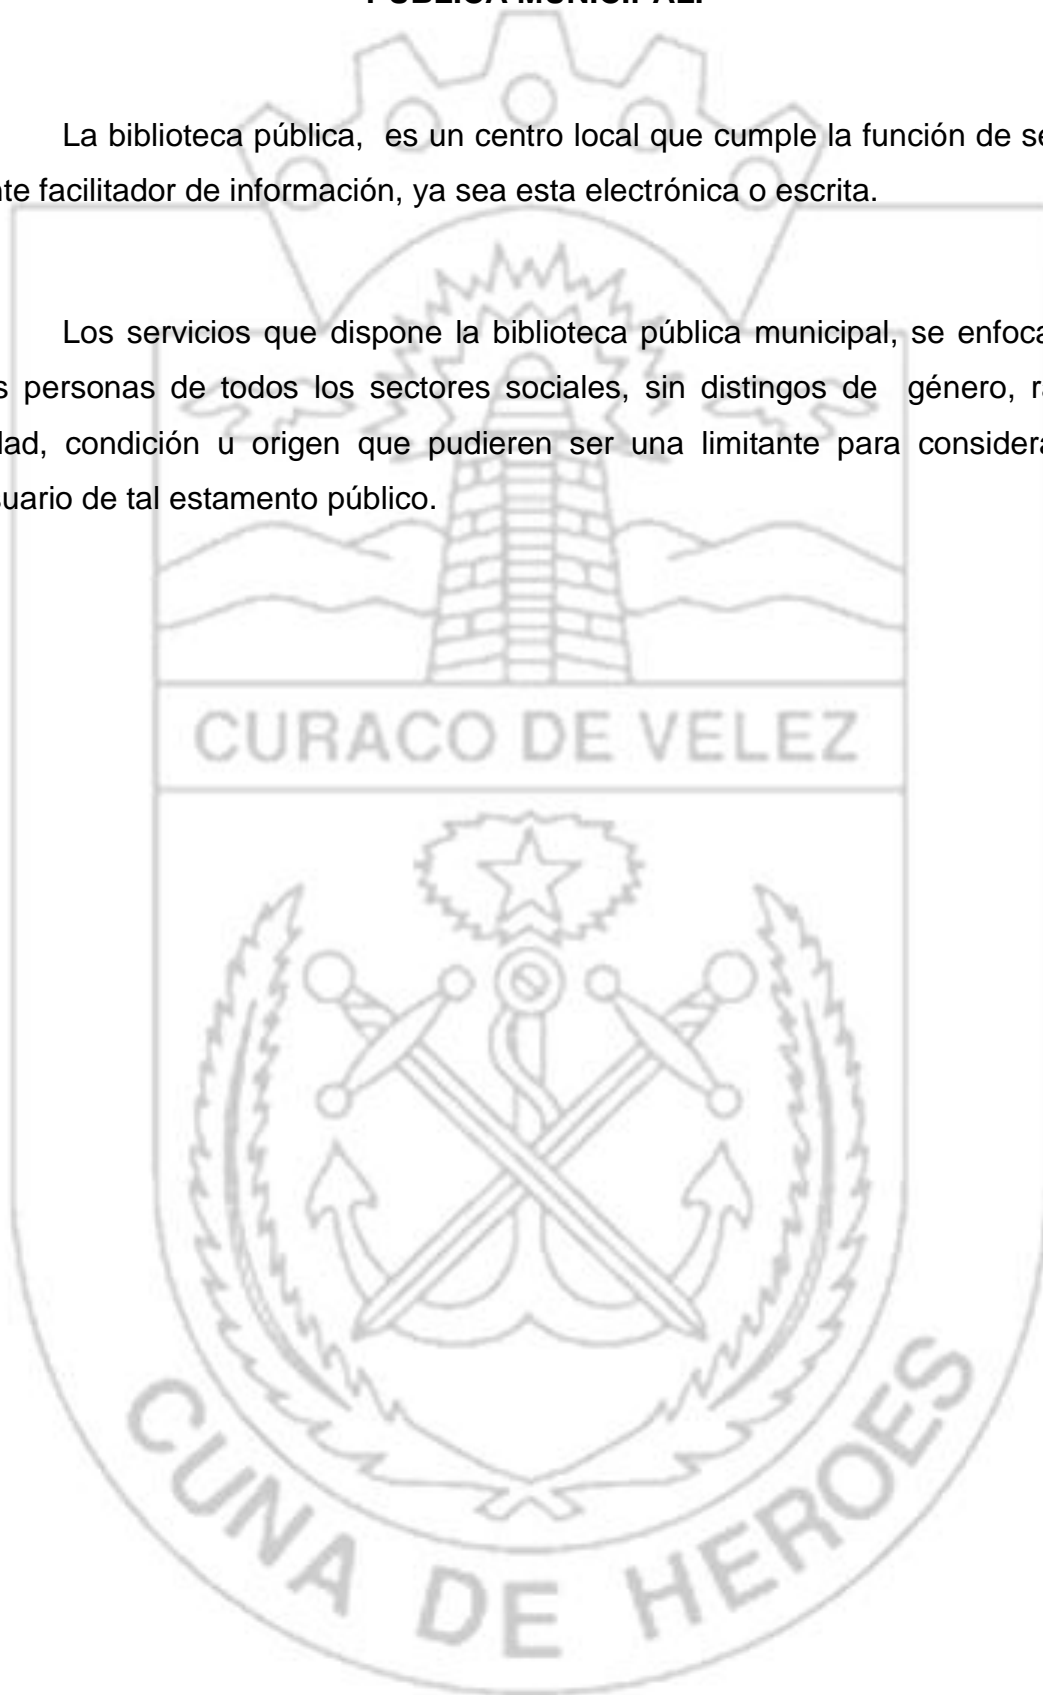 PÚBLICA MUNICIPAL.
La biblioteca pública, es un centro local que cumple la función de se
nte facilitador de información, ya sea esta electrónica o escrita.
Los servicios que dispone la biblioteca pública municipal, se enfoca
s personas de todos los sectores sociales, sin distingos de género, ra
dad, condición u origen que pudieren ser una limitante para considera
suario de tal estamento público.
CURACO DE VELEZ
CUNA DE HEROES